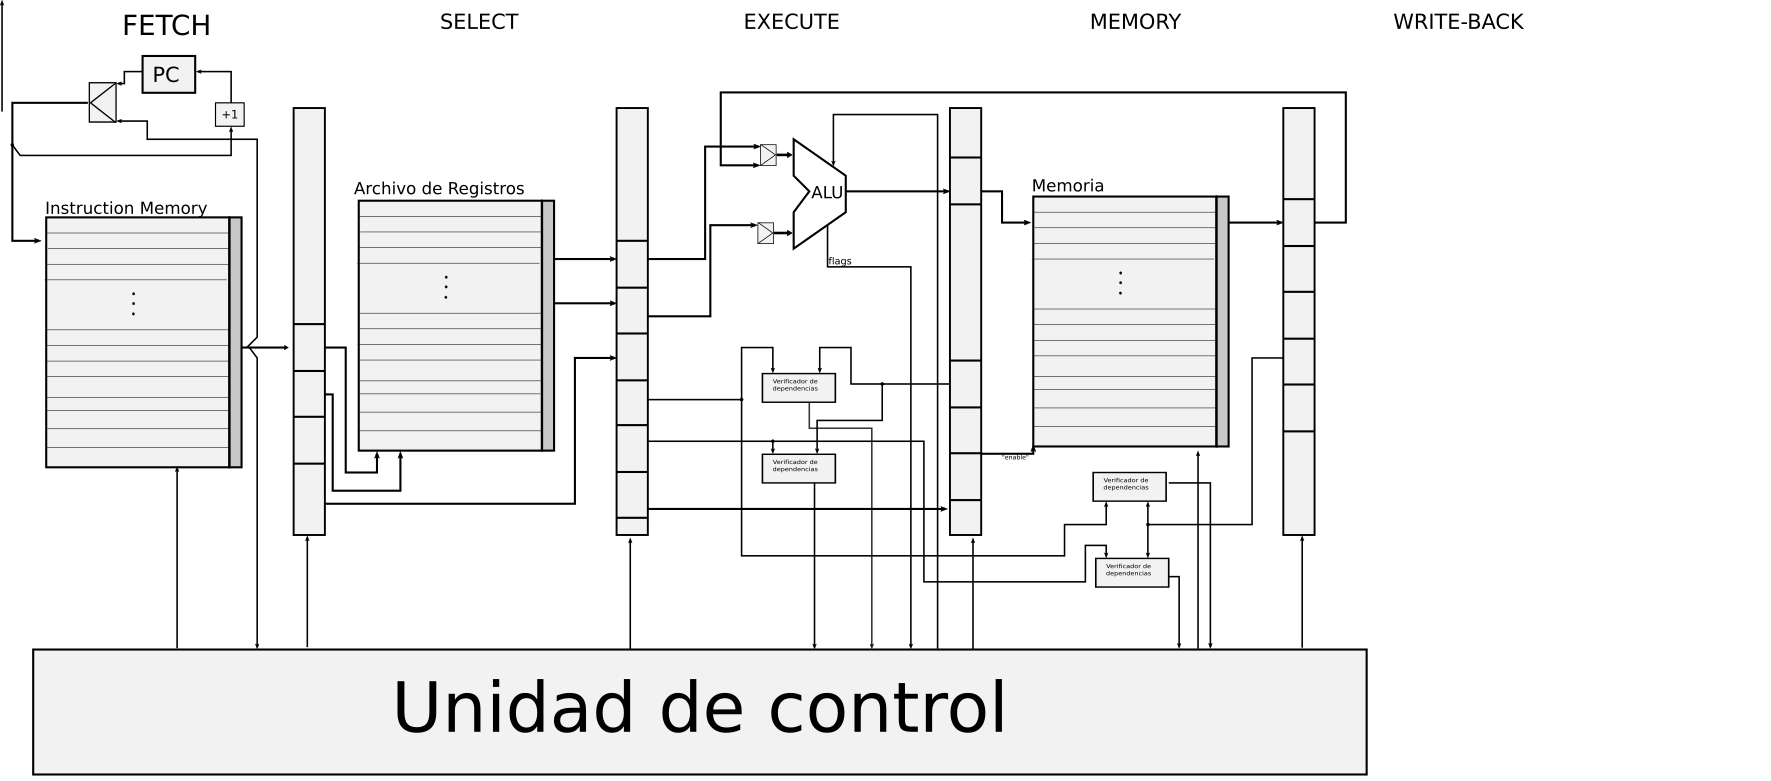 FETCH
SELECT
EXECUTE
MEMORY
WRITE-BACK
PC
+1
Instruction Memory
Archivo de Registros
ALU
flags
Memoria
Verificador de
dependencias
Verificador de
dependencias
"enable"
Verificador de
dependencias
Verificador de
dependencias
Unidad de control